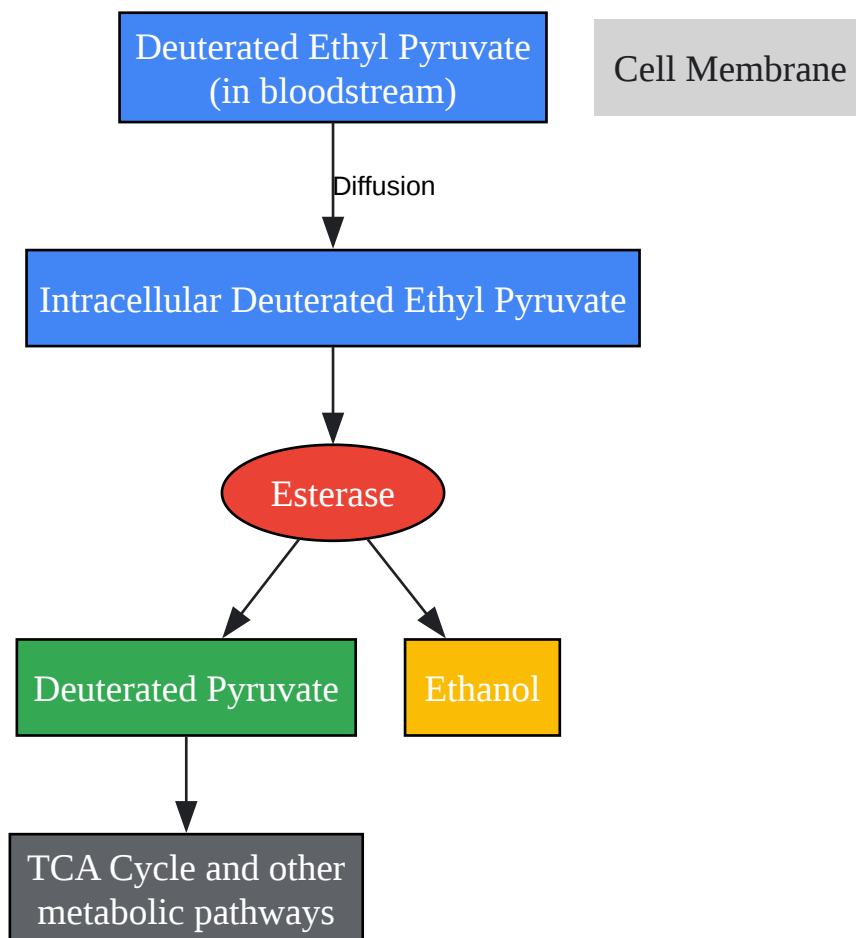 Deuterated Ethyl Pyruvate
(in bloodstream)
Cell Membrane
Diffusion
Intracellular Deuterated Ethyl Pyruvate
Esterase
Deuterated Pyruvate
Ethanol
TCA Cycle and other
metabolic pathways